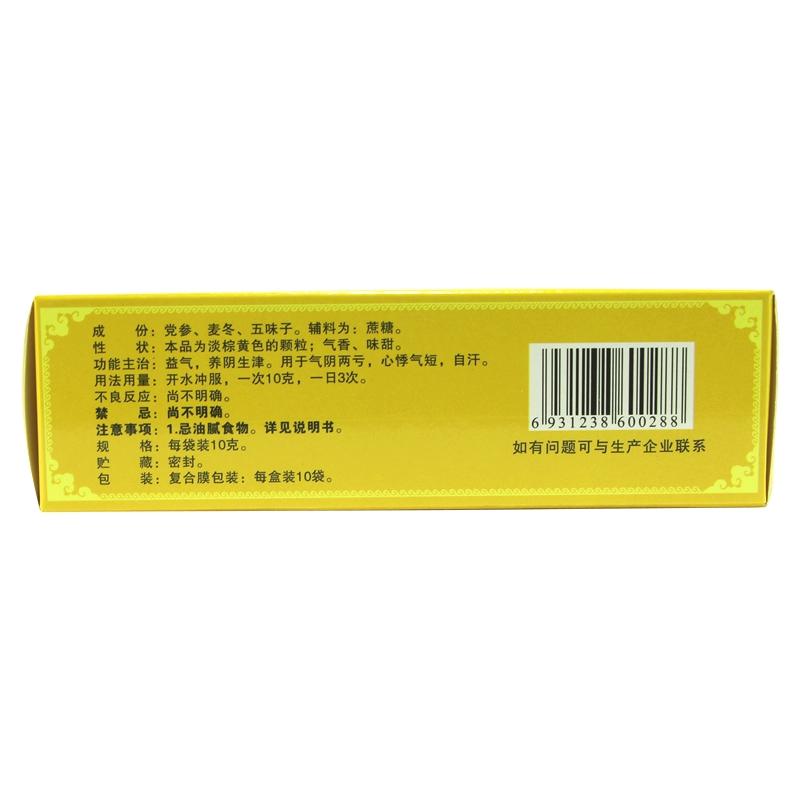 成份：党参、麦冬、五味子。辅料为：蔗糖。
性状：本品为淡棕黄色的颗粒；气香、味甜。
功能主治：益气，养阴生津。用于气阴两亏，心悸气短，自汗。
用法用量：开水冲服，一次10克，一日3次。
不良反应：尚不明确。
禁忌：尚不明确。
注意事项：1.忌油腻食物。详见说明书。
规格：每袋装10克。
贮藏：密封。
包装：复合膜包装：每盒装10袋。
6 931238 600288
如有问题可与生产企业联系